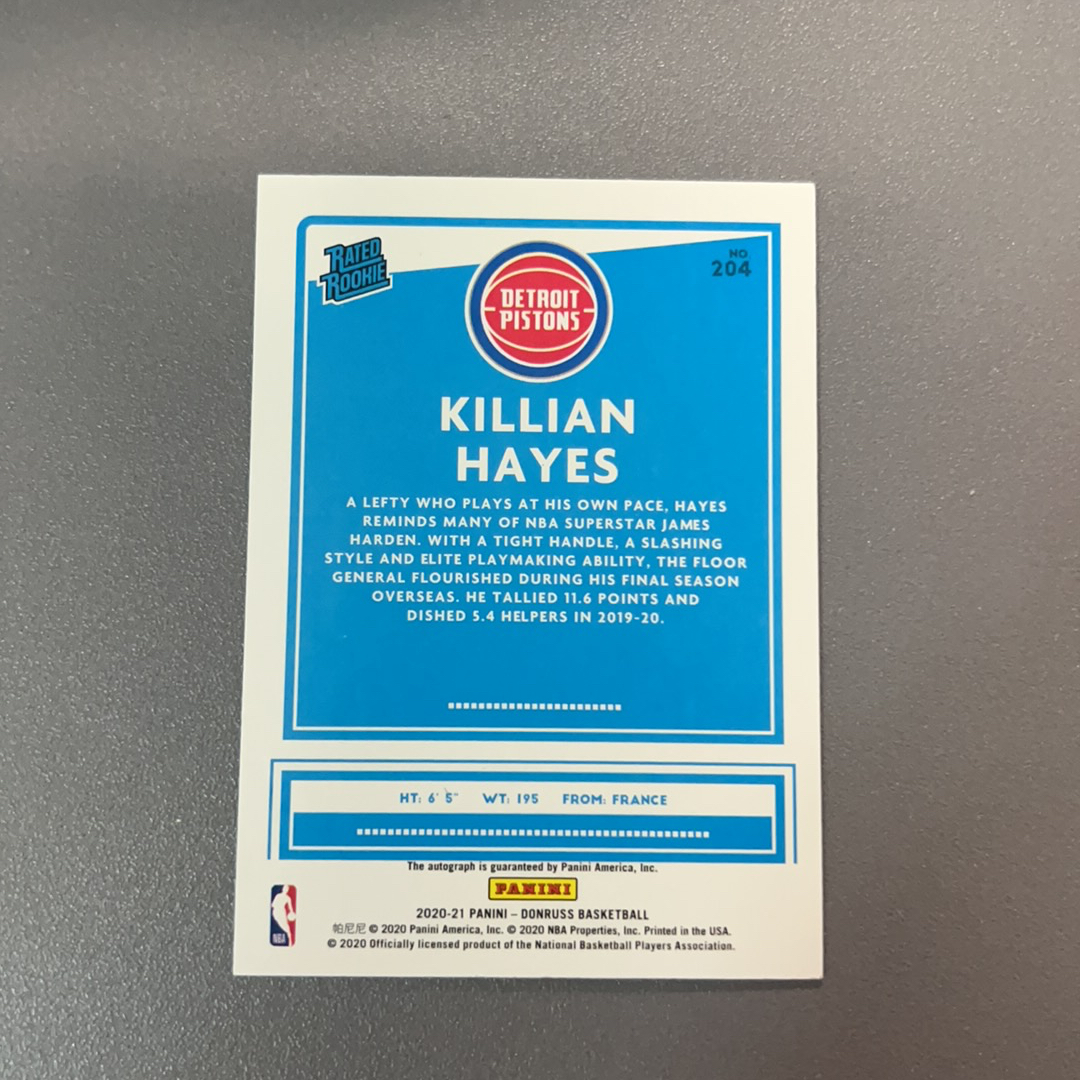 RATED
ROOKIE
NO
204
DETROIT
PISTONS
KILLIAN
HAYES
A LEFTY WHO PLAYS AT HIS OWN PACE, HAYES
REMINDS MANY OF NBA SUPERSTAR JAMES
HARDEN. WITH A TIGHT HANDLE, A SLASHING
STYLE AND ELITE PLAYMAKING ABILITY, THE FLOOR
GENERAL FLOURISHED DURING HIS FINAL SEASON
OVERSEAS. HE TALLIED 11.6 POINTS AND
DISHED 5.4 HELPERS IN 2019-20.
HT: 6' 5" WT: 195 FROM: FRANCE
The autograph is guaranteed by Panini America, Inc.
PANINI
2020-21 PANINI – DONRUSS BASKETBALL
帕尼尼 © 2020 Panini America, Inc. © 2020 NBA Properties, Inc. Printed in the USA.
© 2020 Officially licensed product of the National Basketball Players Association.
NBA